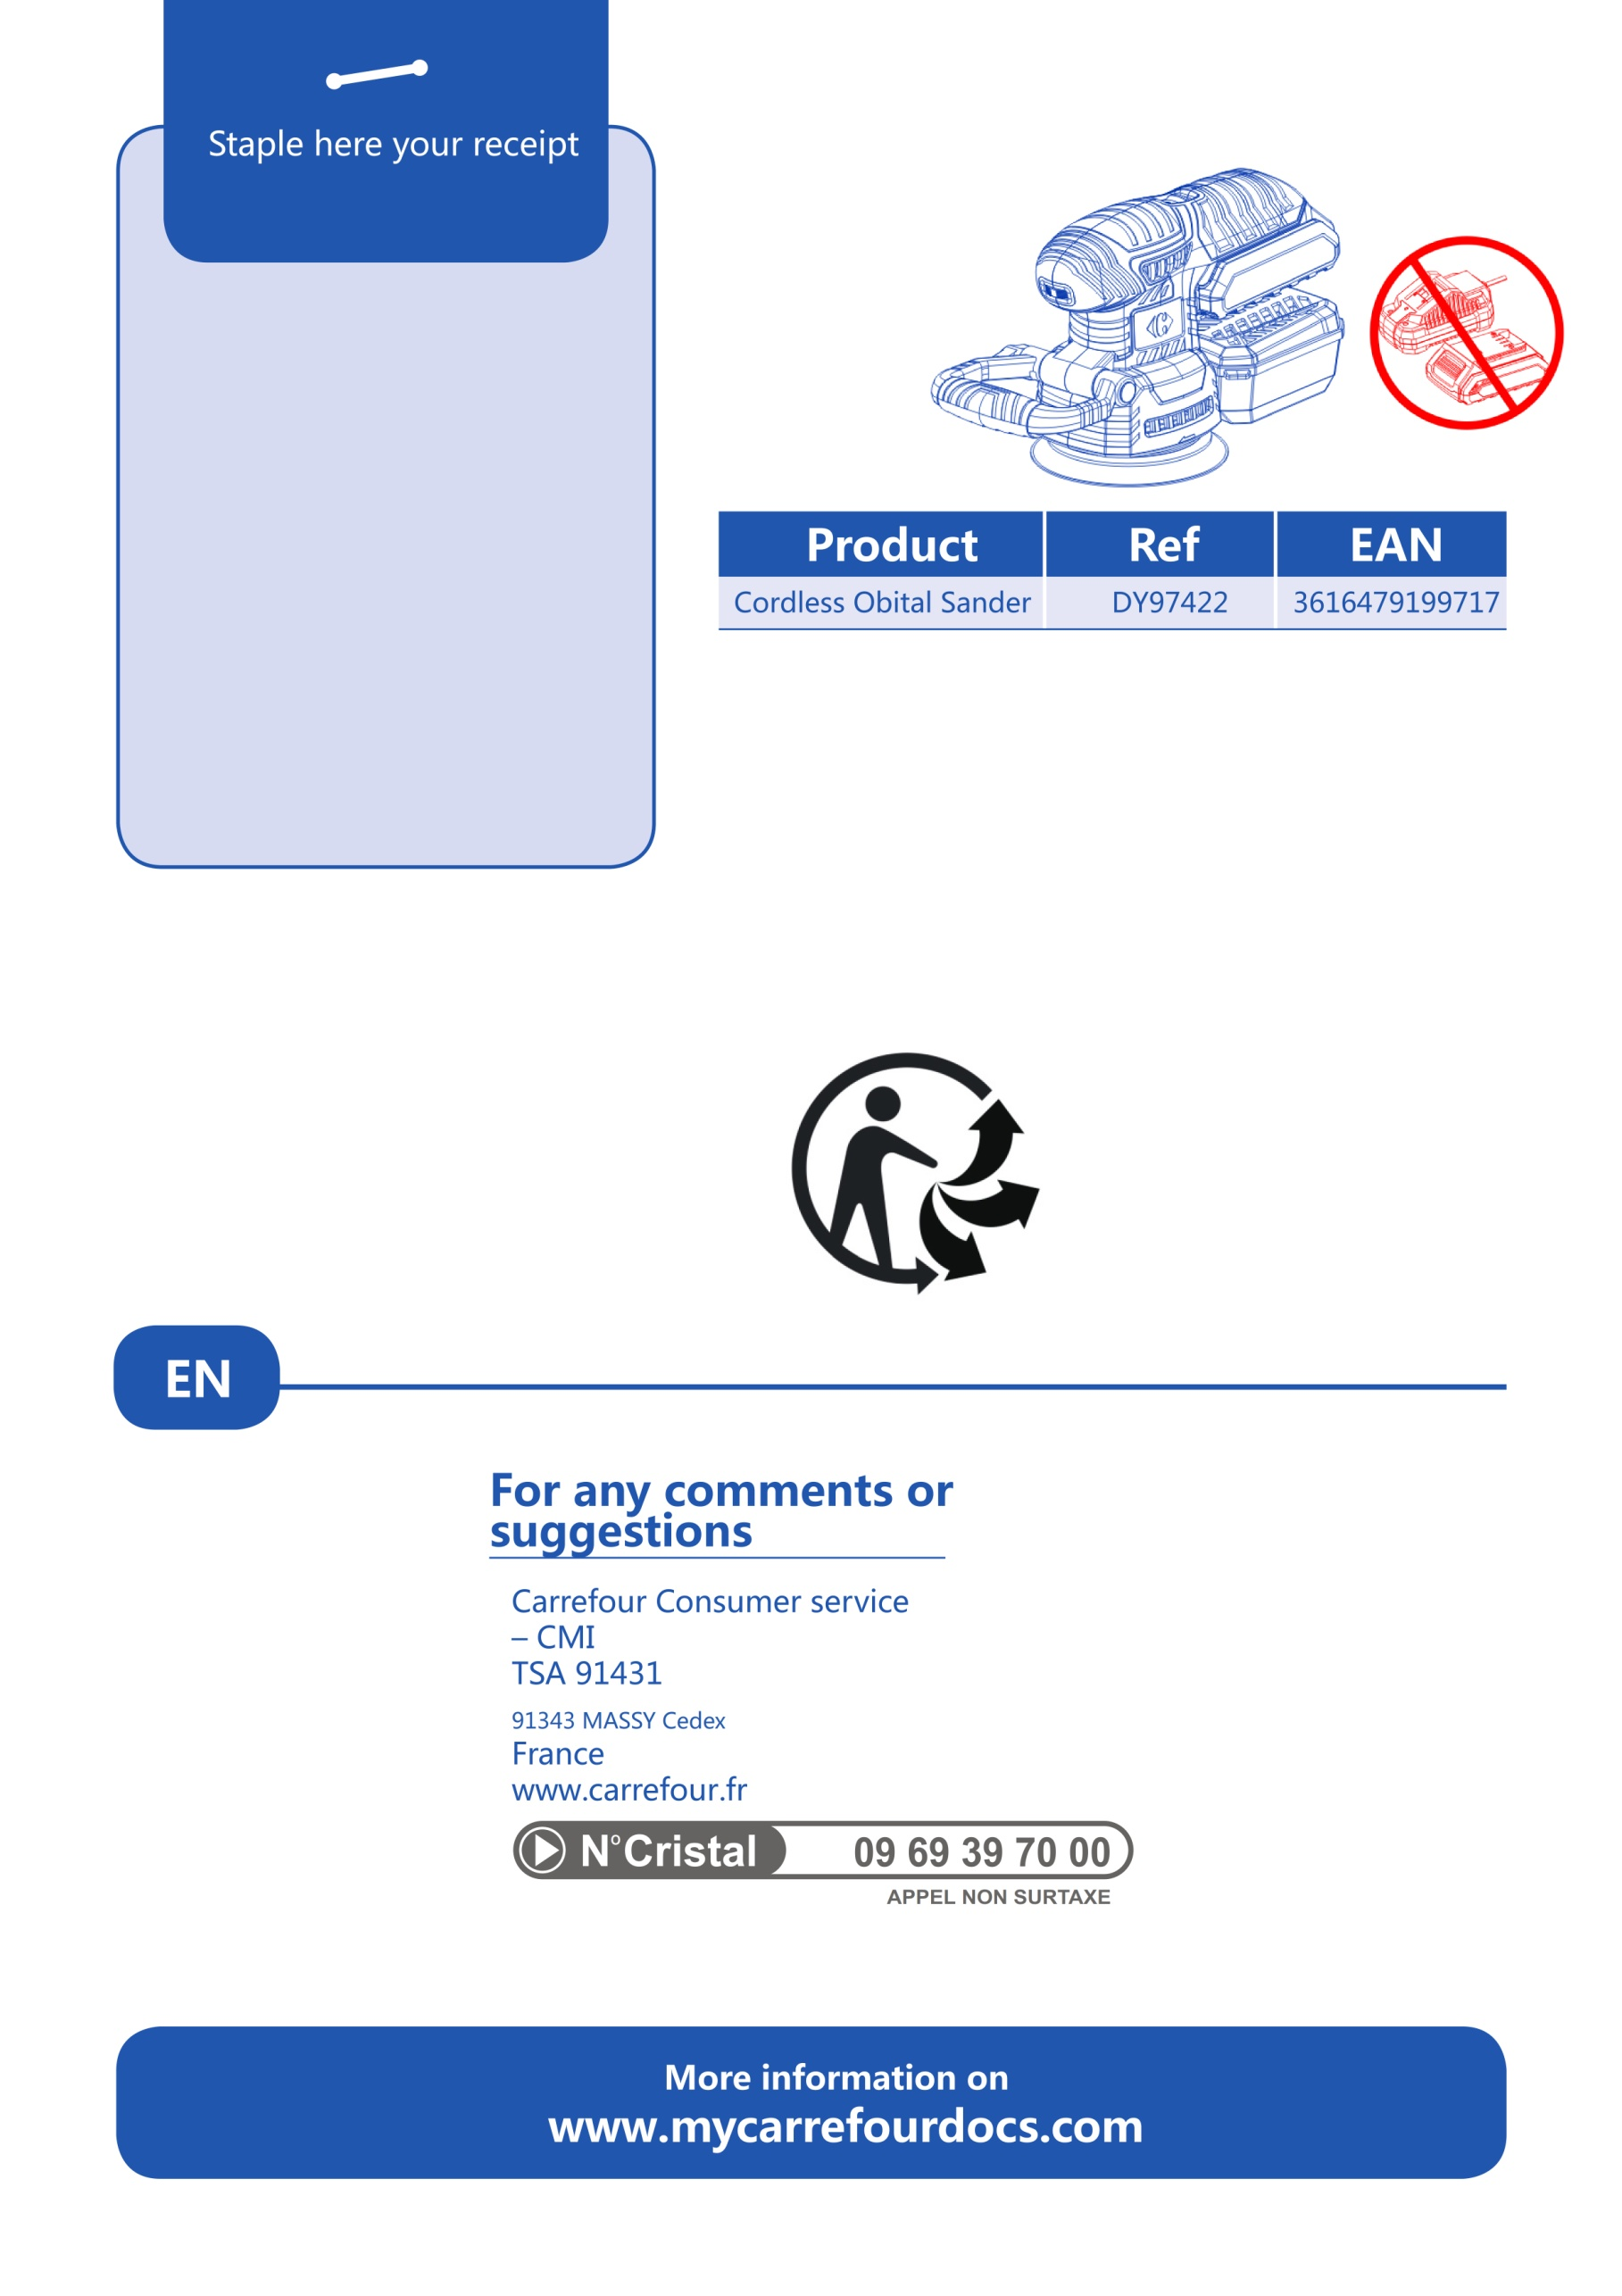 Staple here your receipt
Product Ref EAN
Cordless Obital Sander DY97422 3616479199717
EN
For any comments or
suggestions
Carrefour Consumer service
– CMI
TSA 91431
91343 MASSY Cedex
France
www.carrefour.fr
N°Cristal 09 69 39 70 00
APPEL NON SURTAXE
More information on
www.mycarrefourdocs.com